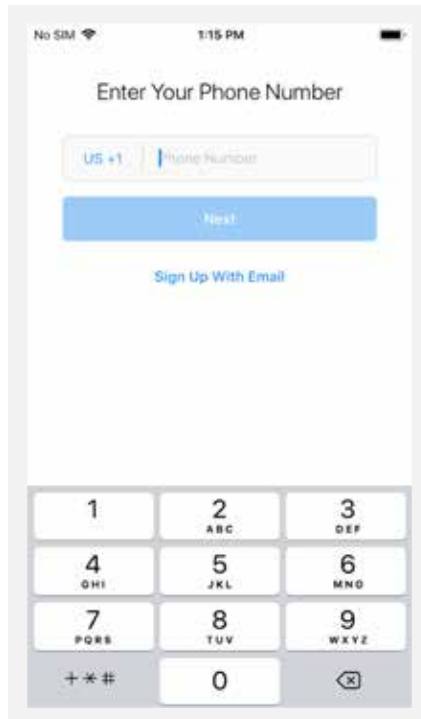 No SIM 1:15 PM
Enter Your Phone Number
US +1 Phone Number
Next
Sign Up With Email
1 2 3
ABC DEF
4 5 6
GHI JKL MNO
7 8 9
PQRS TUV WXYZ
+*# 0